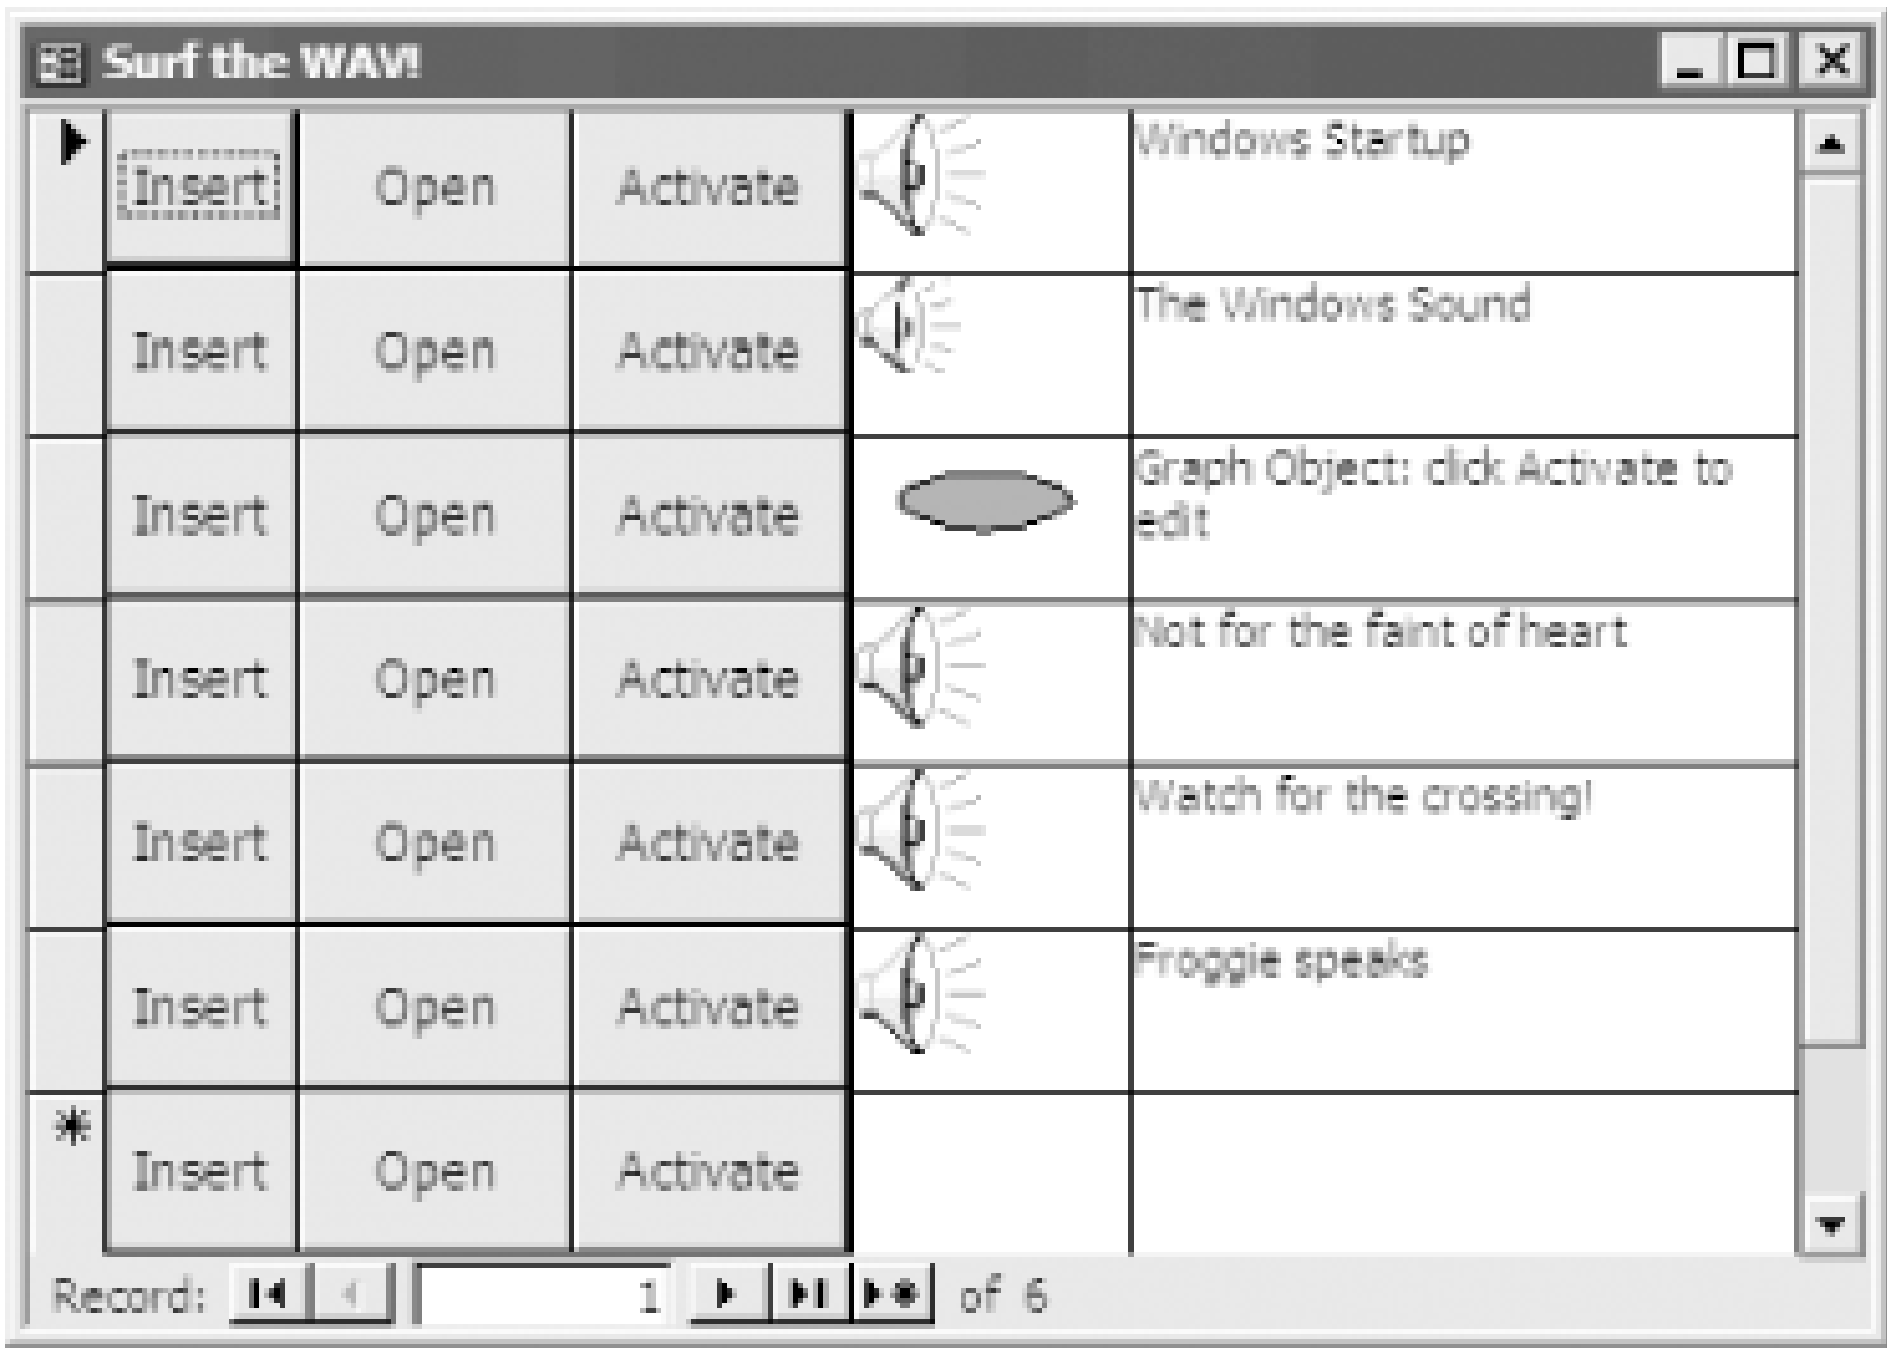 Surf the WAV!
Insert Open Activate Windows Startup
Insert Open Activate The Windows Sound
Insert Open Activate Graph Object: click Activate to
edit
Insert Open Activate Not for the faint of heart
Insert Open Activate Watch for the crossing!
Insert Open Activate Froggie speaks
Insert Open Activate
Record: 1 of 6